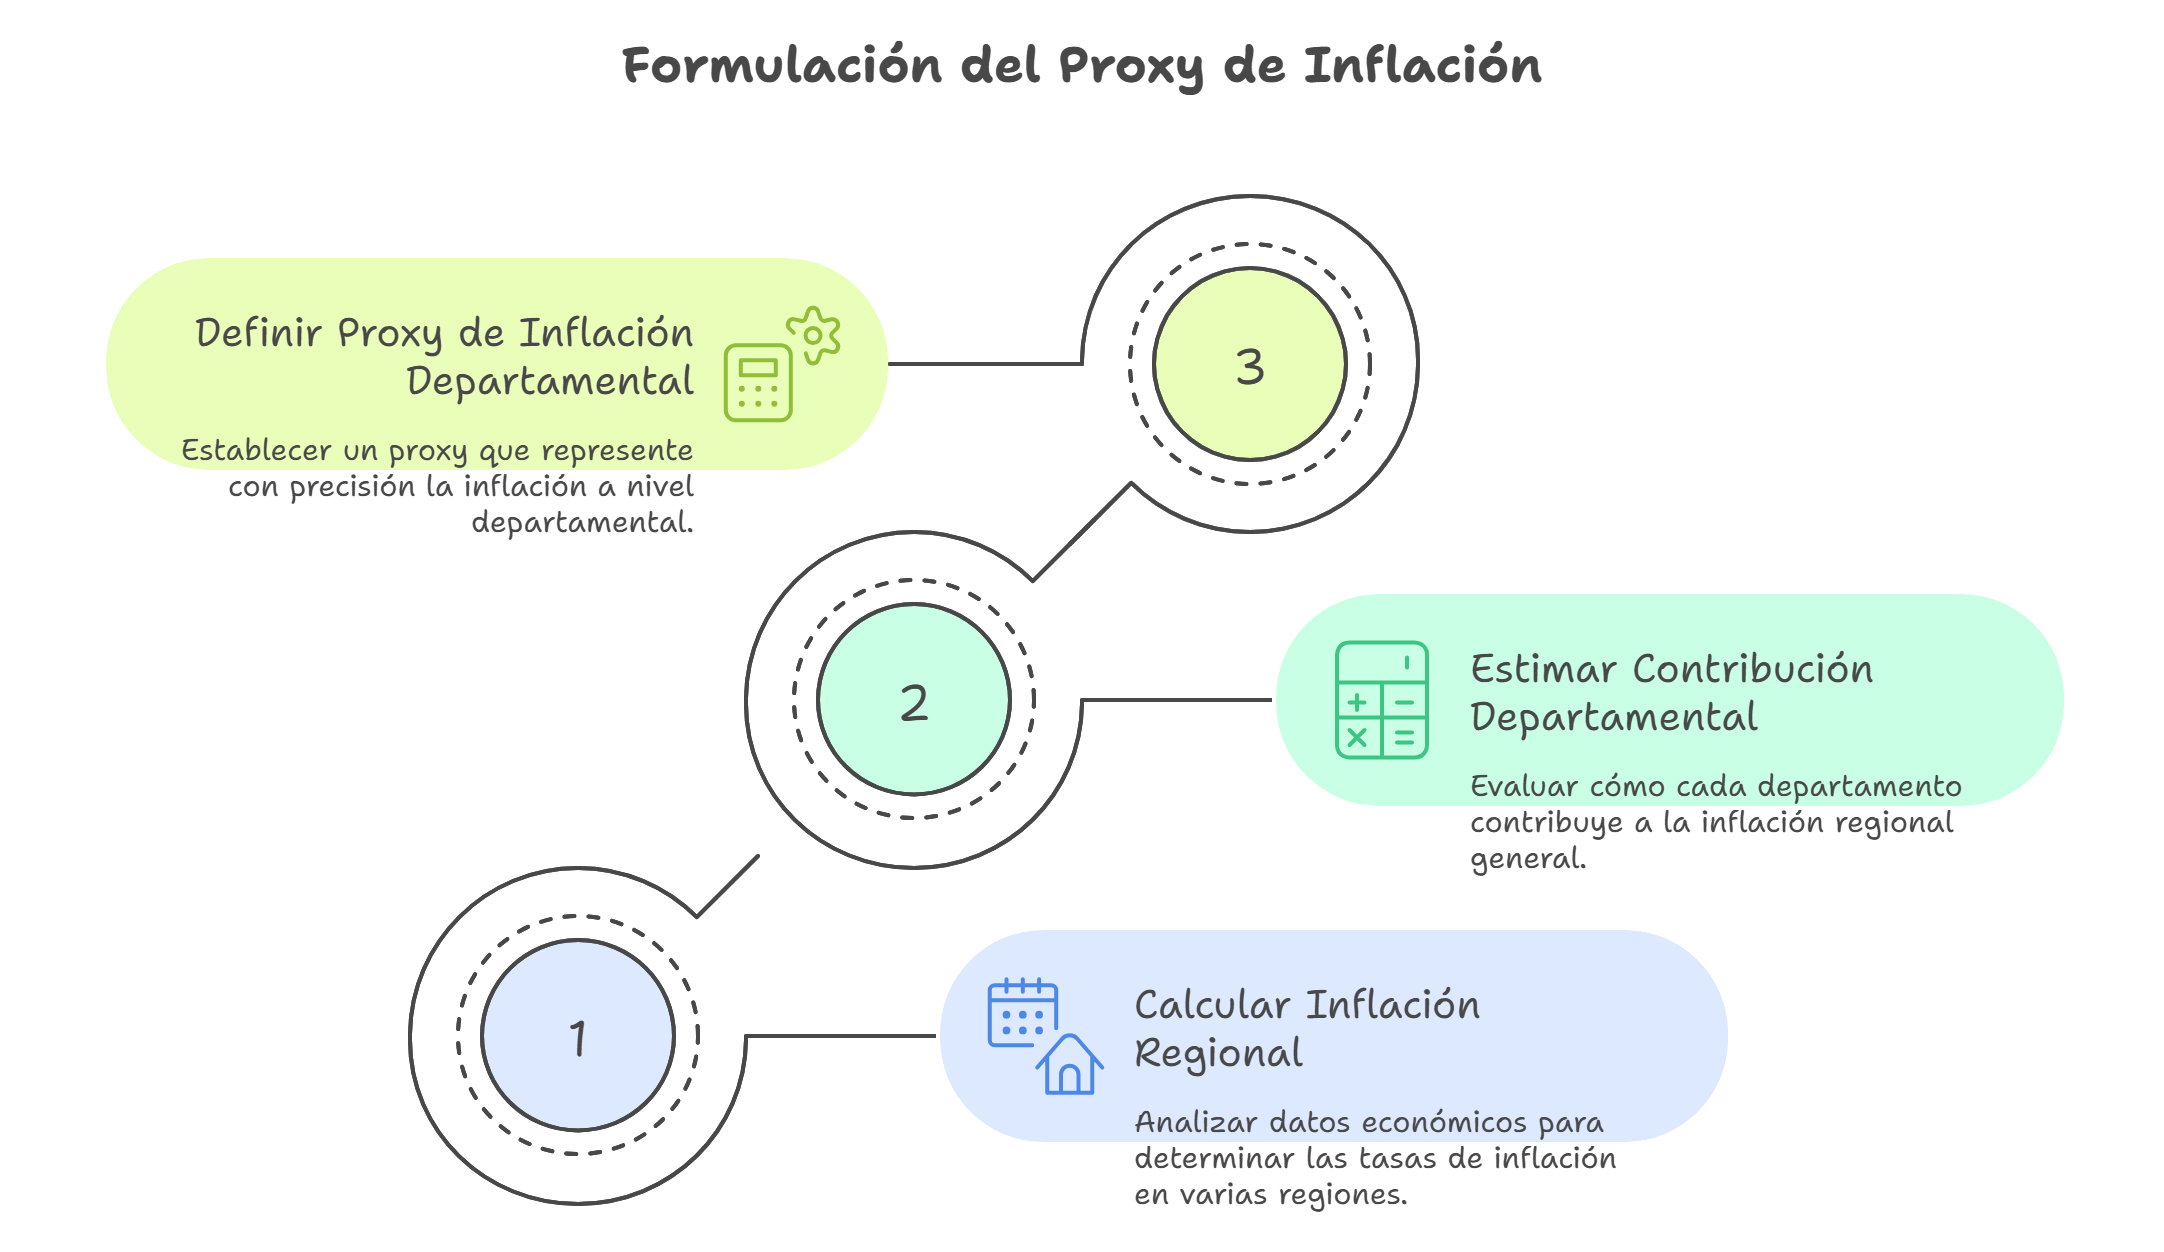 Formulación del Proxy de Inflación
Definir Proxy de Inflación
Departamental
Establecer un proxy que represente
con precisión la inflación a nivel
departamental.
3
2
Estimar Contribución
Departamental
Evaluar cómo cada departamento
contribuye a la inflación regional
general.
1
Calcular Inflación
Regional
Analizar datos económicos para
determinar las tasas de inflación
en varias regiones.